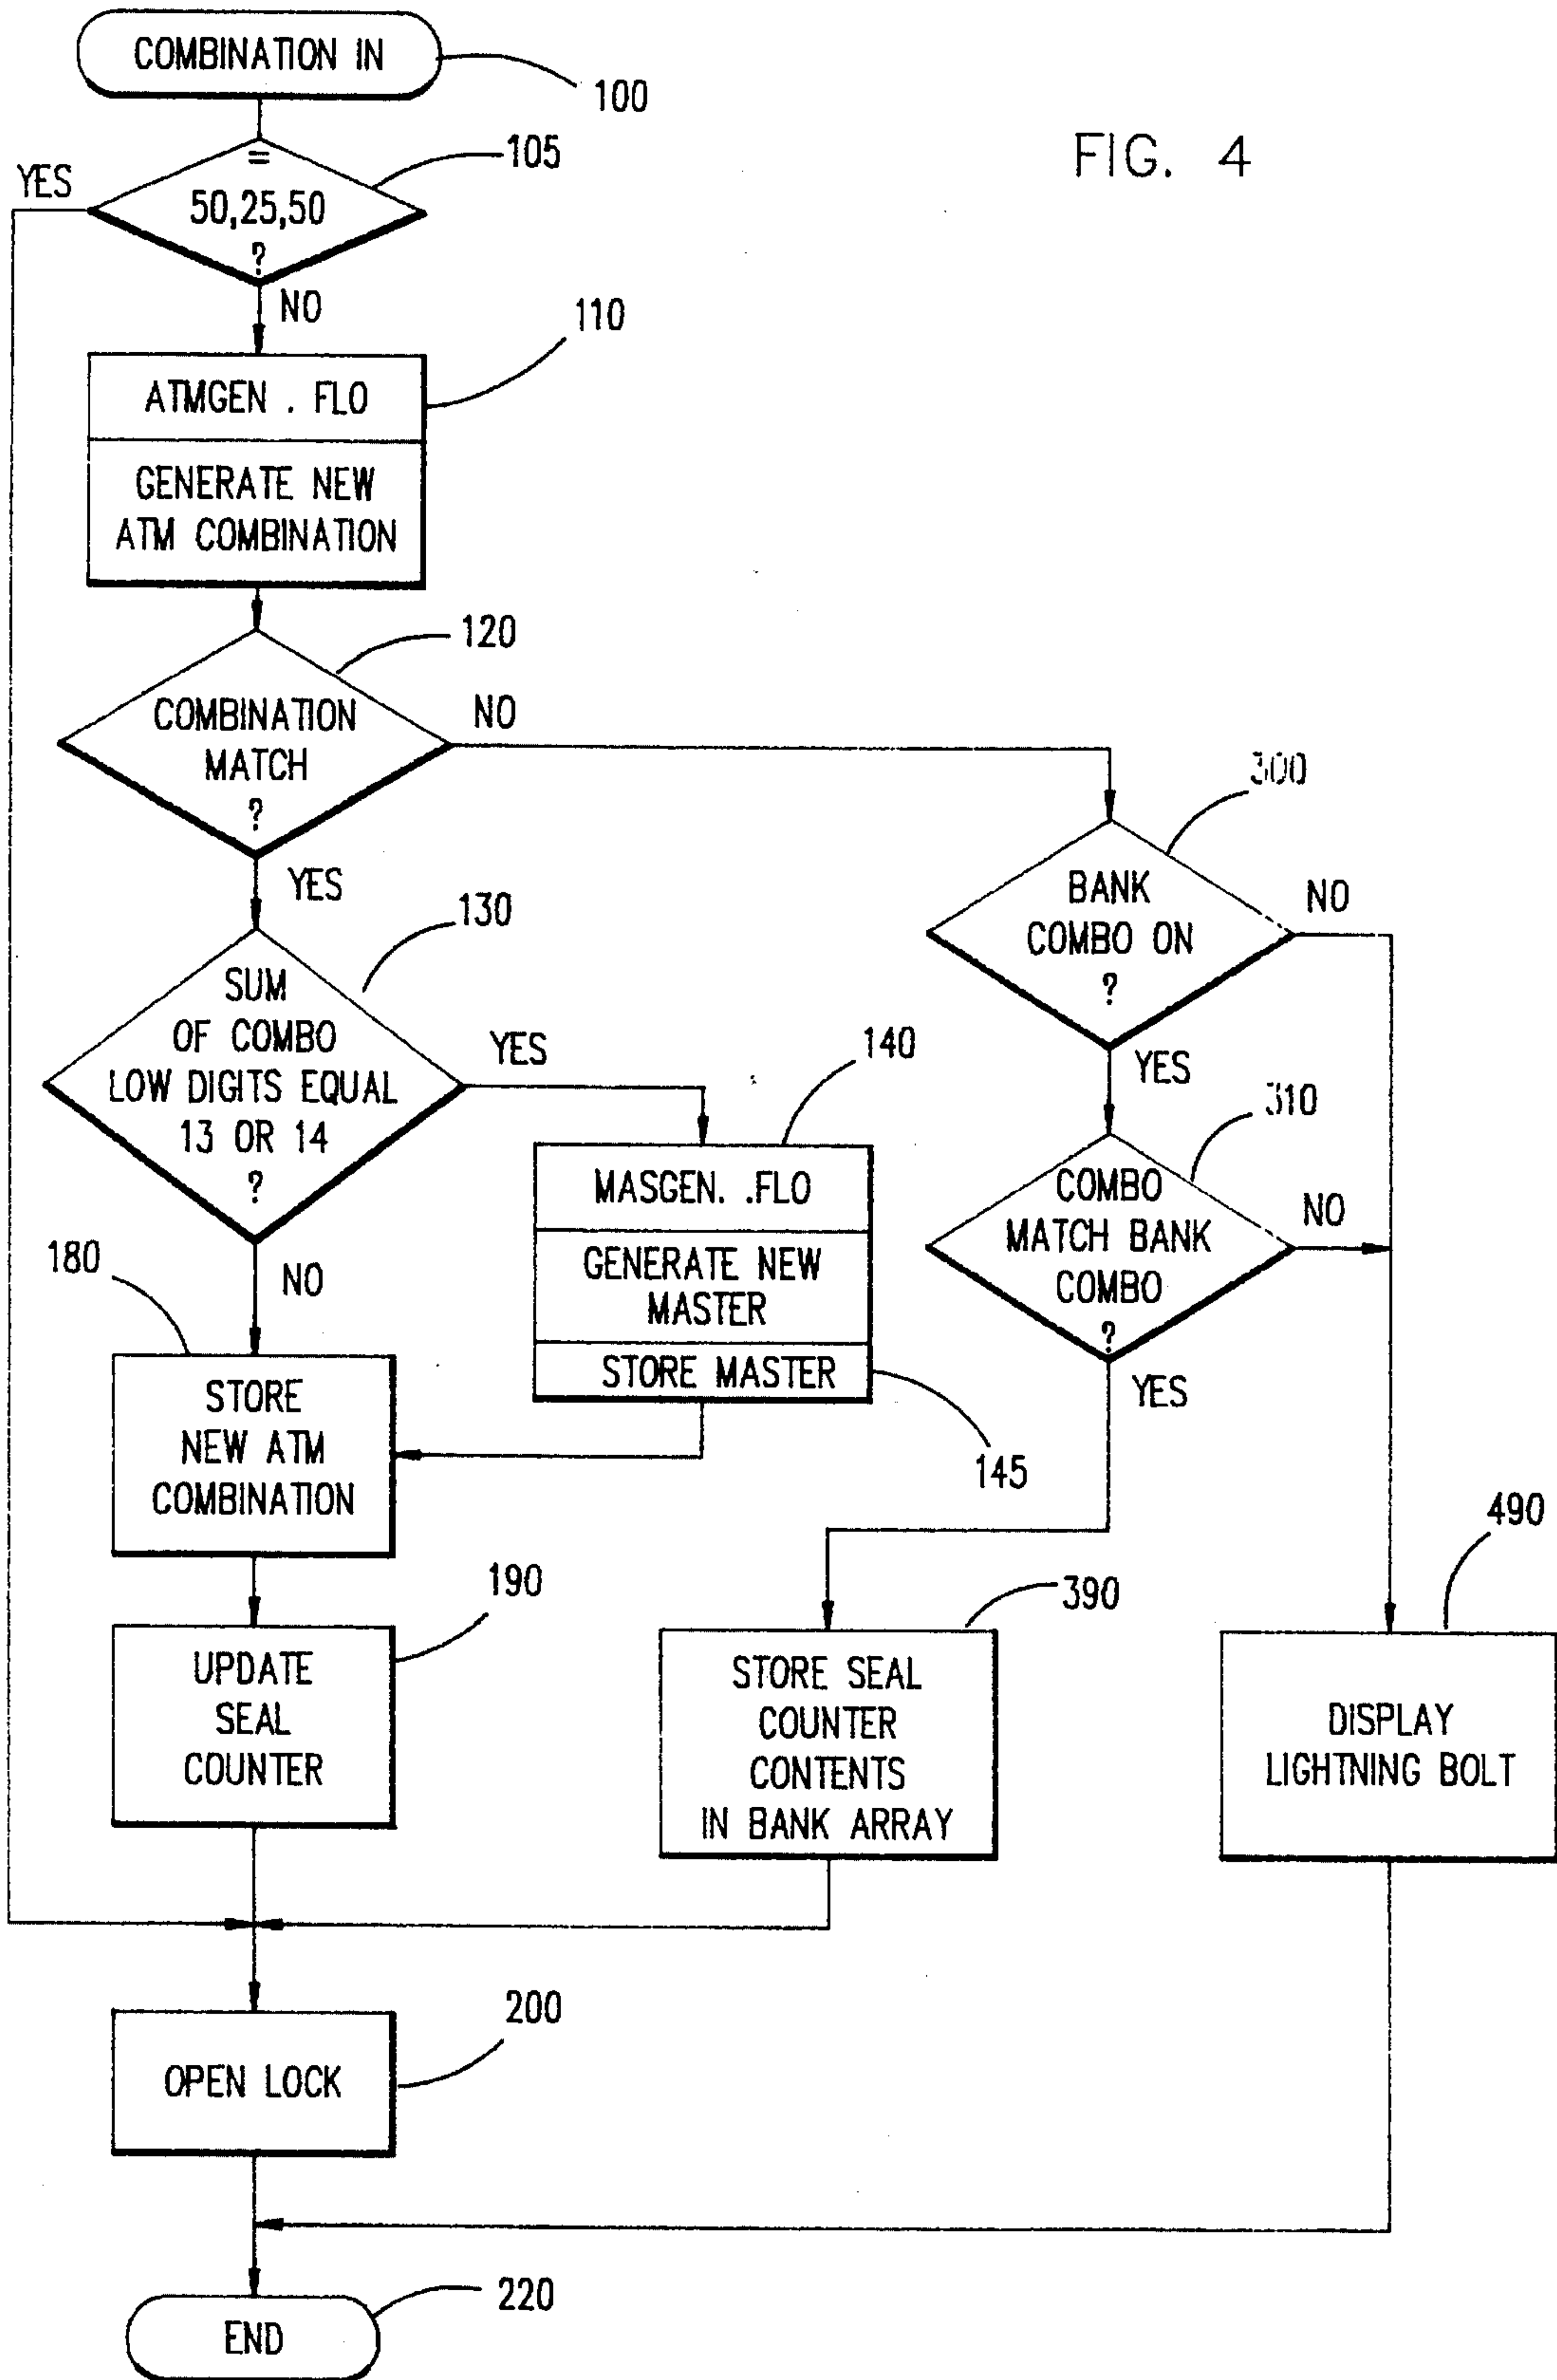 COMBINATION IN
100
FIG. 4
=
50,25,50
?
105
YES
NO
110
ATMGEN . FLO
GENERATE NEW
ATM COMBINATION
120
COMBINATION
MATCH
?
NO
YES
300
BANK
COMBO ON
?
NO
YES
130
SUM
OF COMBO
LOW DIGITS EQUAL
13 OR 14
?
YES
NO
140
MASGEN. .FLO
GENERATE NEW
MASTER
STORE MASTER
145
310
COMBO
MATCH BANK
COMBO
?
NO
YES
180
STORE
NEW ATM
COMBINATION
190
UPDATE
SEAL
COUNTER
390
STORE SEAL
COUNTER
CONTENTS
IN BANK ARRAY
490
DISPLAY
LIGHTNING BOLT
200
OPEN LOCK
220
END